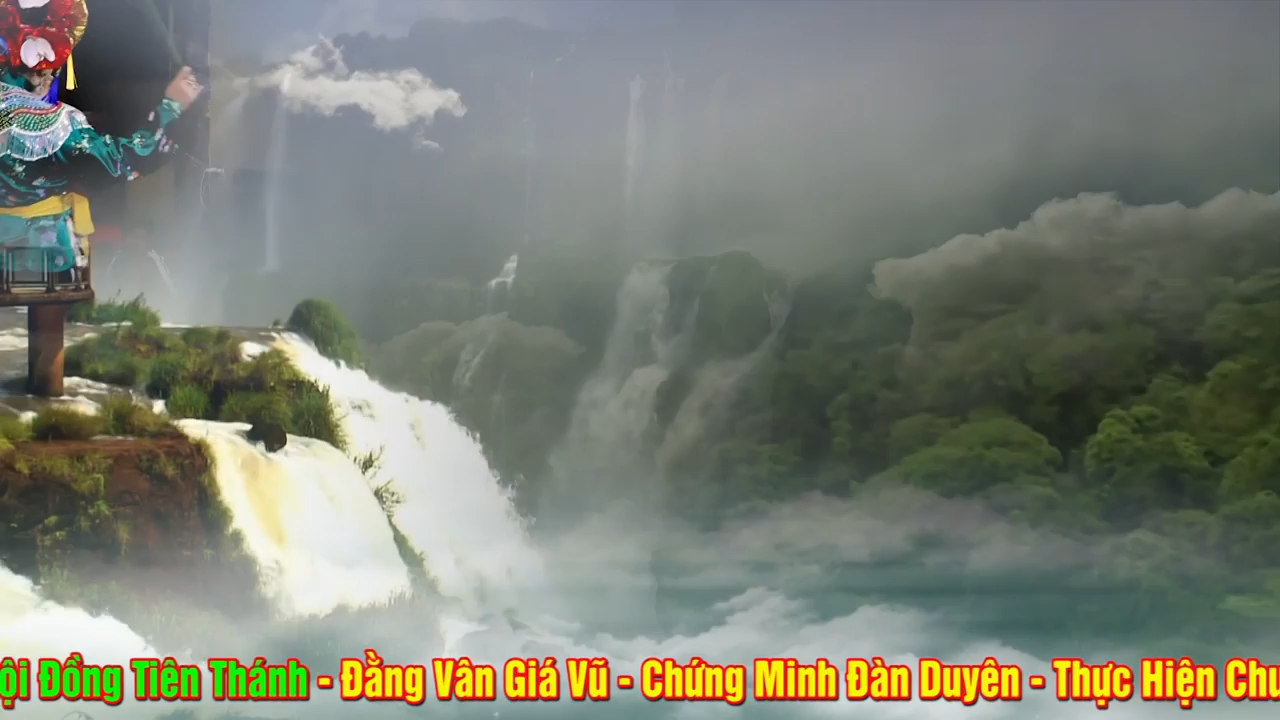 ội Đồng Tiên Thánh - Đằng Vân Giá Vũ - Chứng Minh Đàn Duyên - Thực Hiện Chu